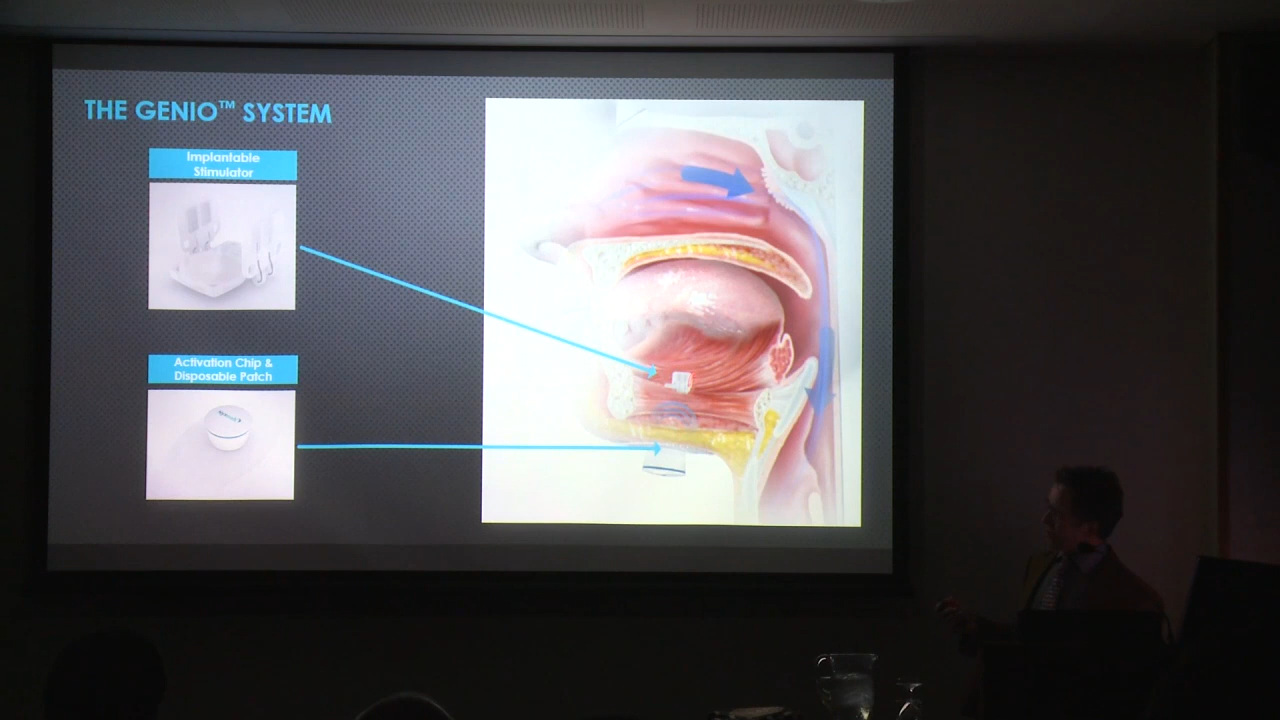 THE GENIO™ SYSTEM
Implantable
Stimulator
Activation Chip &
Disposable Patch